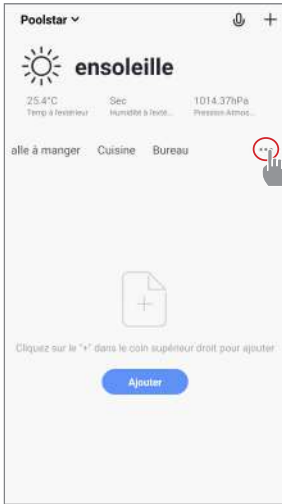 Poolstar
ensoleille
25.4°C Sec 1014.37hPa
Temp à l'extérieur Humidité à l'exté... Pression Atmos...
alle à manger Cuisine Bureau ...
Cliquez sur le "+" dans le coin supérieur droit pour ajouter
Ajouter